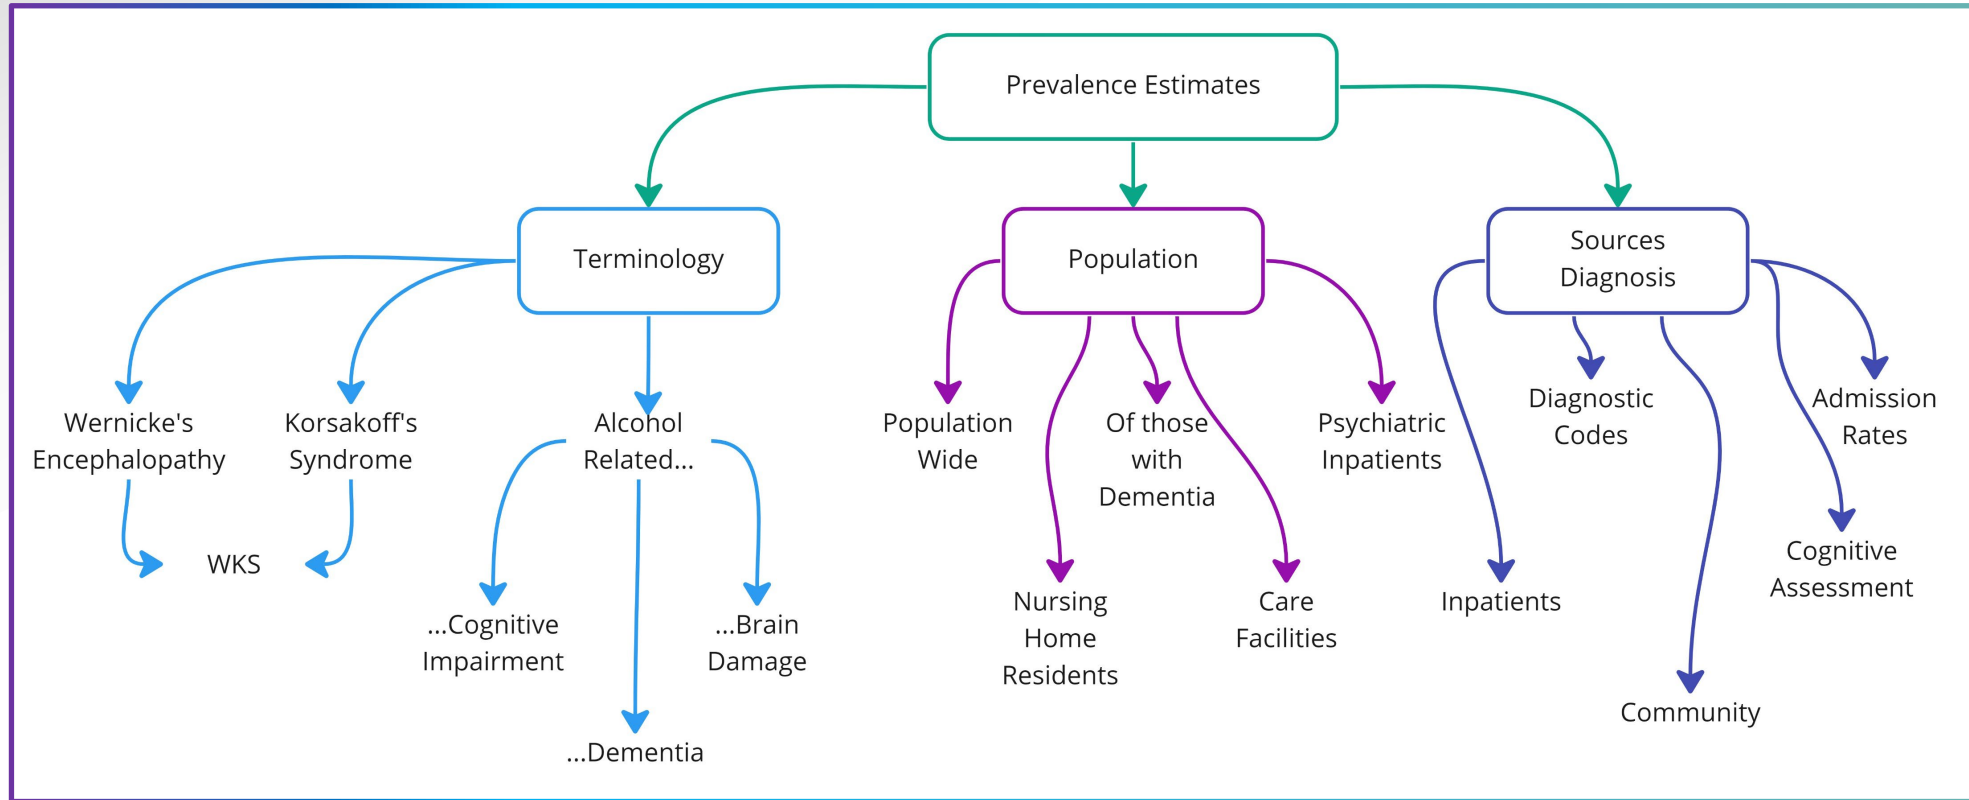 Prevalence Estimates
Terminology
Population
Sources
Diagnosis
Wernicke's
Encephalopathy
Korsakoff's
Syndrome
Alcohol
Related...
WKS
...Cognitive
Impairment
...Brain
Damage
...Dementia
Population
Wide
Of those
with
Dementia
Psychiatric
Inpatients
Nursing
Home
Residents
Care
Facilities
Diagnostic
Codes
Admission
Rates
Cognitive
Assessment
Inpatients
Community